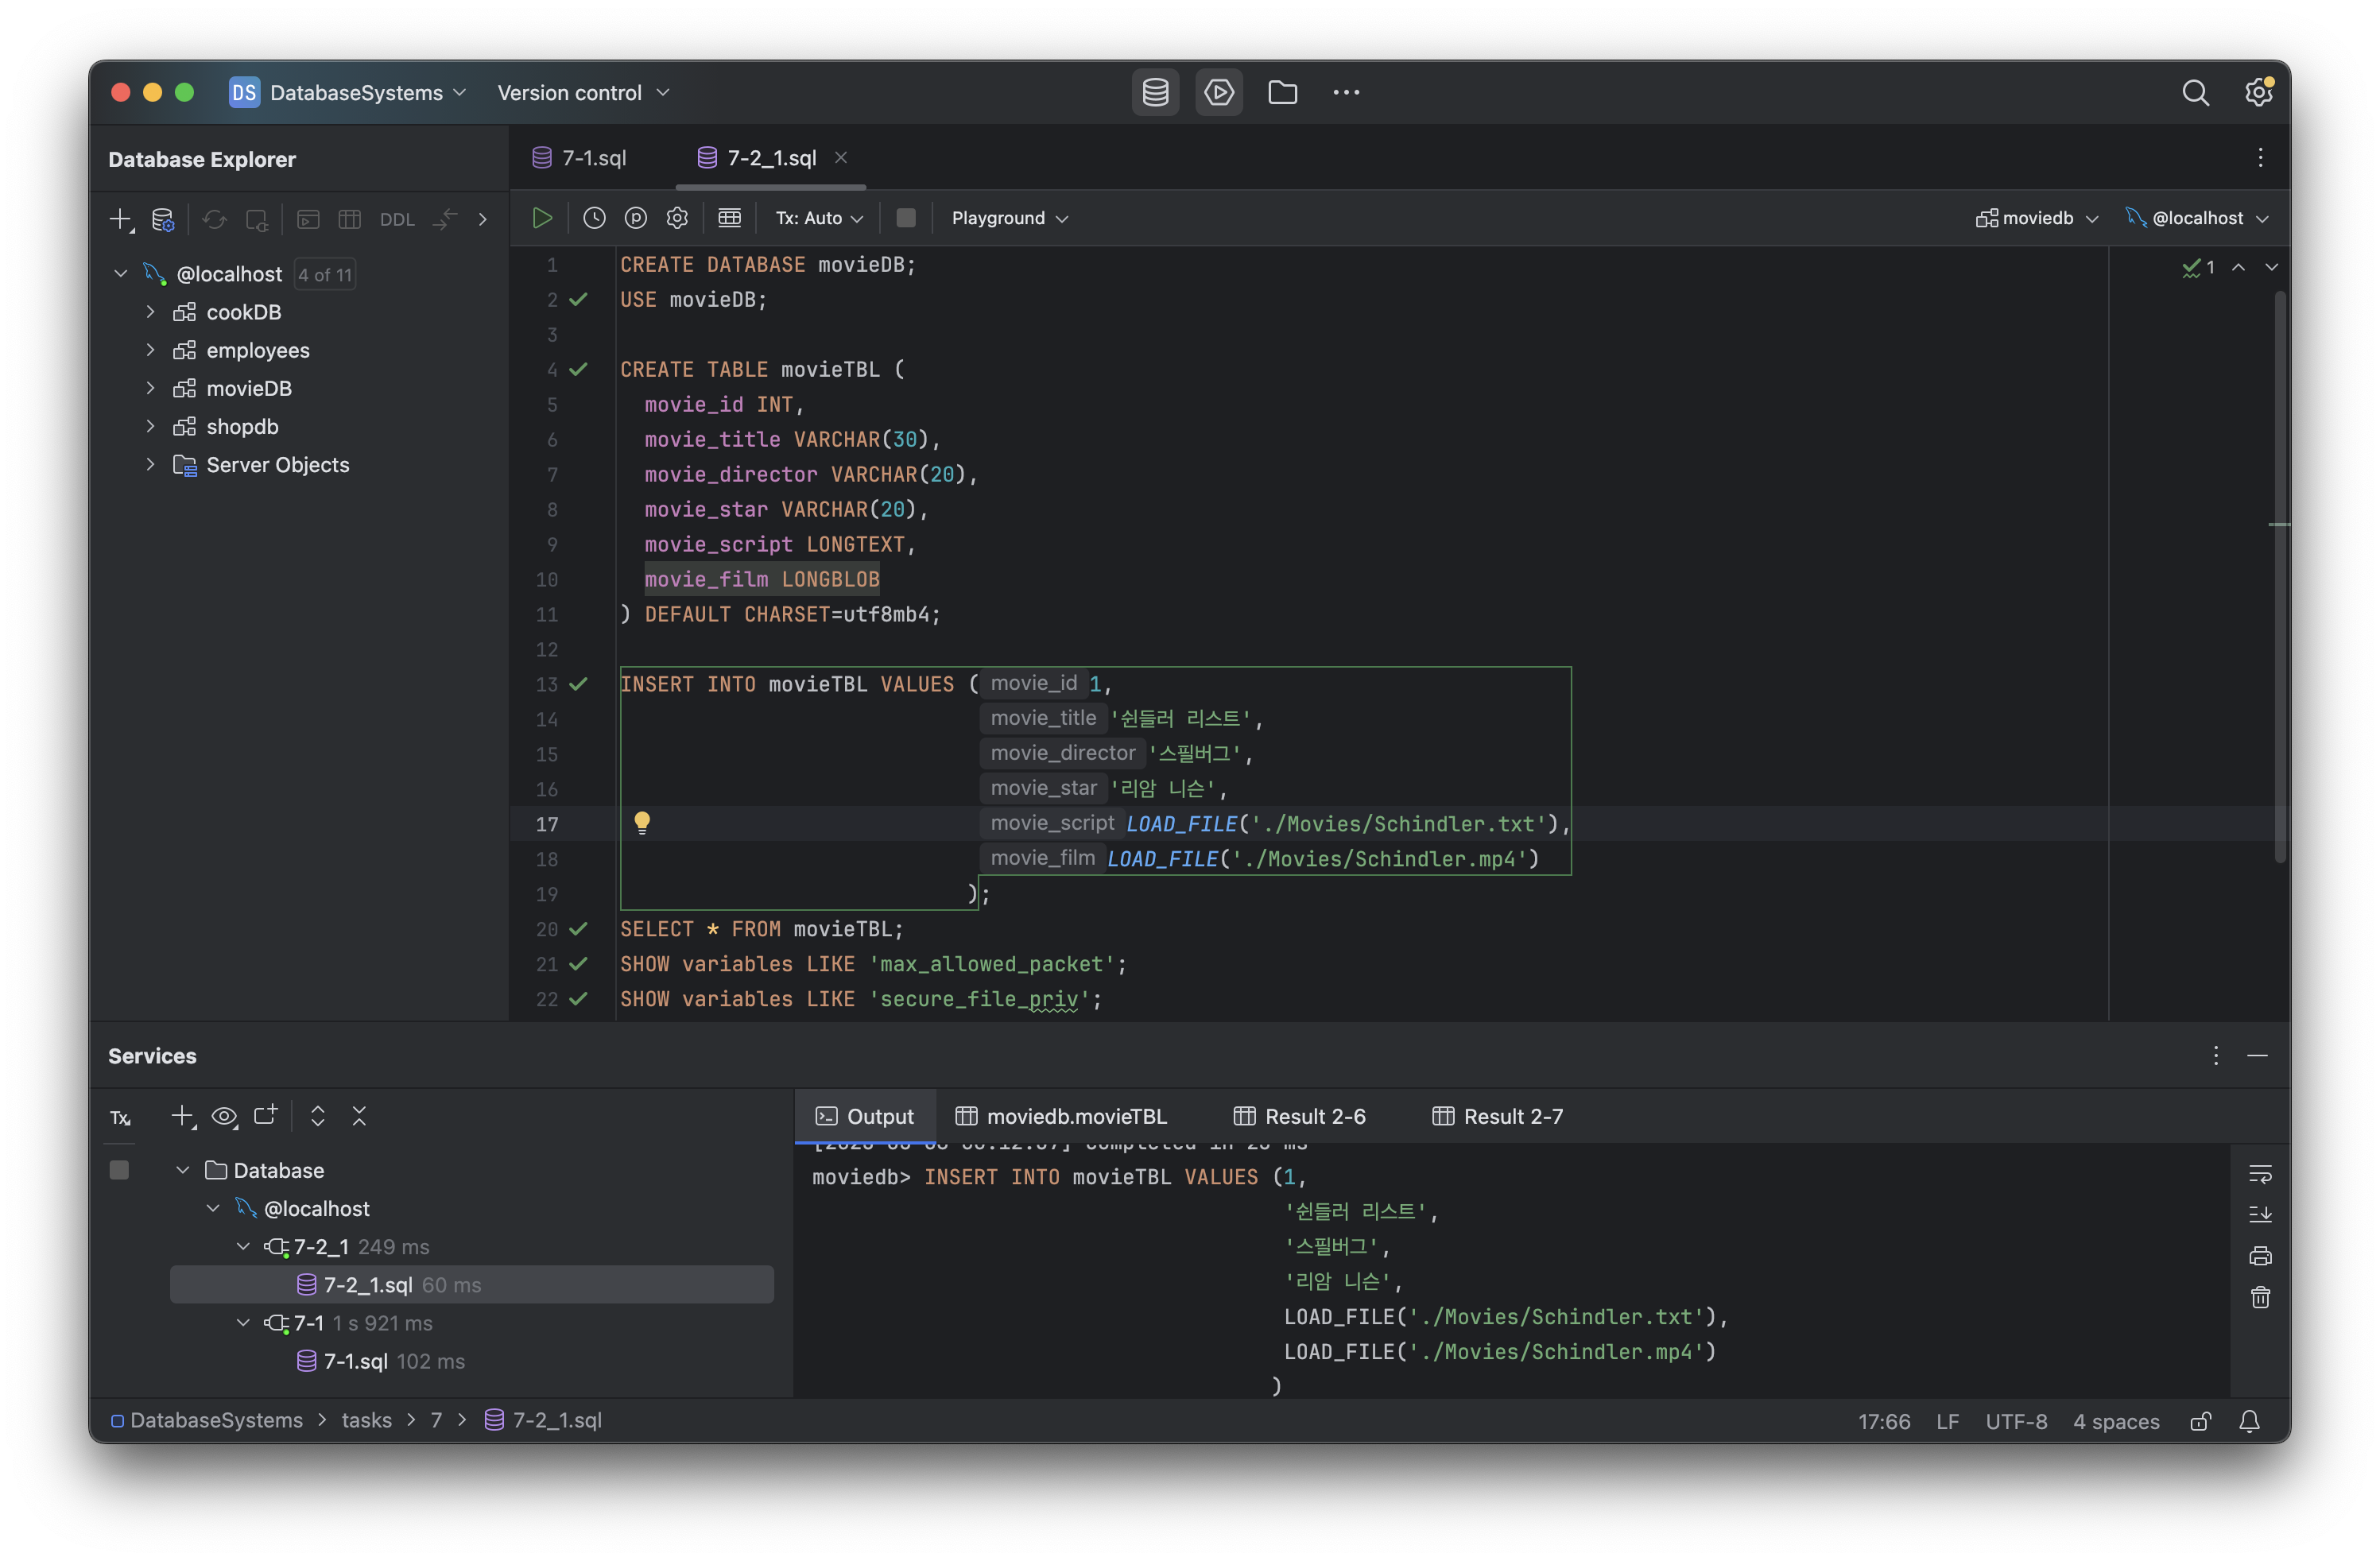 DS DatabaseSystems Version control
Database Explorer
7-1.sql
7-2_1.sql
DDL
Tx: Auto
Playground
moviedb
@localhost
@localhost 4 of 11
cookDB
employees
movieDB
shopdb
Server Objects
1
1 CREATE DATABASE movieDB;
2 USE movieDB;
3
4 CREATE TABLE movieTBL (
5 movie_id INT,
6 movie_title VARCHAR(30),
7 movie_director VARCHAR(20),
8 movie_star VARCHAR(20),
9 movie_script LONGTEXT,
10 movie_film LONGBLOB
11 ) DEFAULT CHARSET=utf8mb4;
12
13 INSERT INTO movieTBL VALUES ( movie_id 1,
14 movie_title '쉰들러 리스트',
15 movie_director '스필버그',
16 movie_star '리암 니슨',
17 movie_script LOAD_FILE('./Movies/Schindler.txt'),
18 movie_film LOAD_FILE('./Movies/Schindler.mp4')
19 );
20 SELECT * FROM movieTBL;
21 SHOW variables LIKE 'max_allowed_packet';
22 SHOW variables LIKE 'secure_file_priv';
Services
Tx
Database
@localhost
7-2_1 249 ms
7-2_1.sql 60 ms
7-1 1 s 921 ms
7-1.sql 102 ms
Output
moviedb.movieTBL
Result 2-6
Result 2-7
completed in 25 ms
moviedb> INSERT INTO movieTBL VALUES (1,
'쉰들러 리스트',
'스필버그',
'리암 니슨',
LOAD_FILE('./Movies/Schindler.txt'),
LOAD_FILE('./Movies/Schindler.mp4')
)
DatabaseSystems > tasks > 7 > 7-2_1.sql
17:66 LF UTF-8 4 spaces